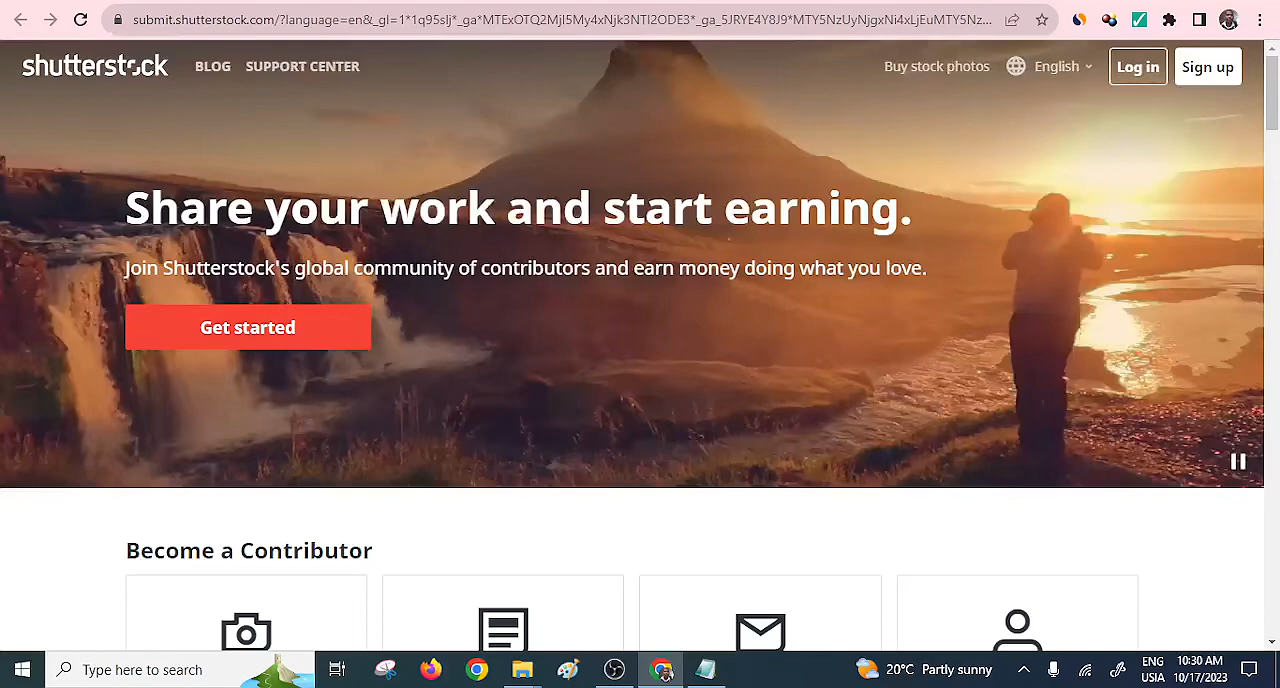 submit.shutterstock.com/?language=en&_gl=1*1q95slj*_ga*MTExOTQ2MjI5My4xNjk3NTI2ODE3*_ga_5JRYE4Y8J9*MTY5NzUyNjgxNi4xLjEuMTY5Nz...
shutterstock BLOG SUPPORT CENTER Buy stock photos English Log in Sign up
Share your work and start earning.
Join Shutterstock's global community of contributors and earn money doing what you love.
Get started
Become a Contributor
Type here to search 20°C Partly sunny ENG USIA 10:30 AM 10/17/2023